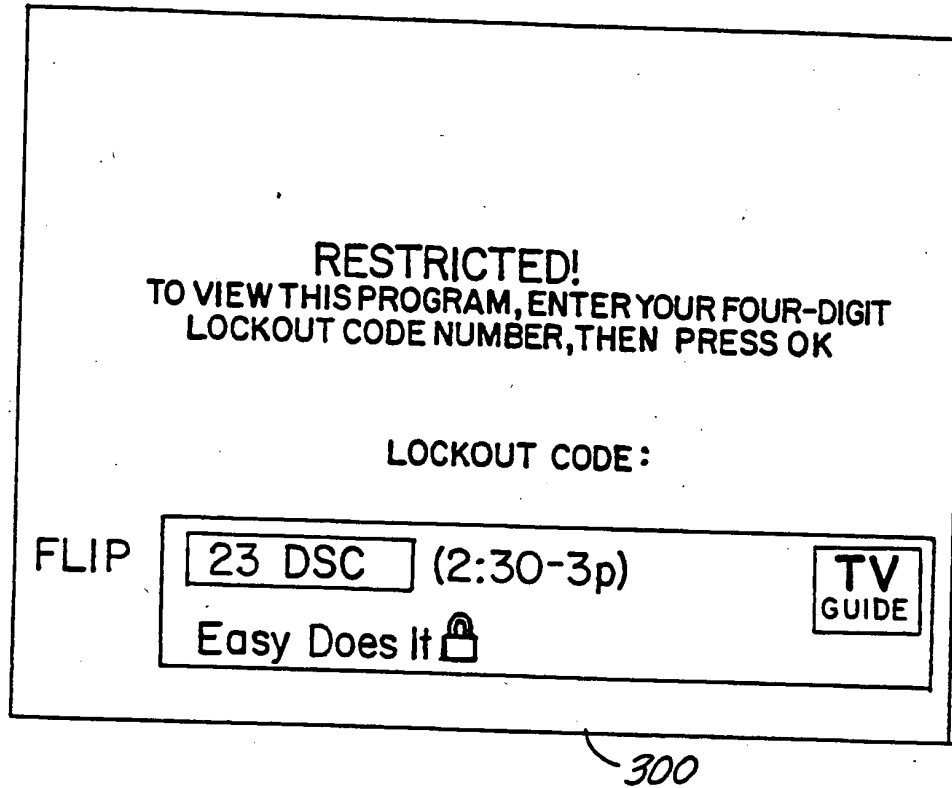 RESTRICTED!
TO VIEW THIS PROGRAM, ENTER YOUR FOUR-DIGIT
LOCKOUT CODE NUMBER, THEN PRESS OK
LOCKOUT CODE:
FLIP
23 DSC (2:30-3p)
TV
GUIDE
Easy Does It
300